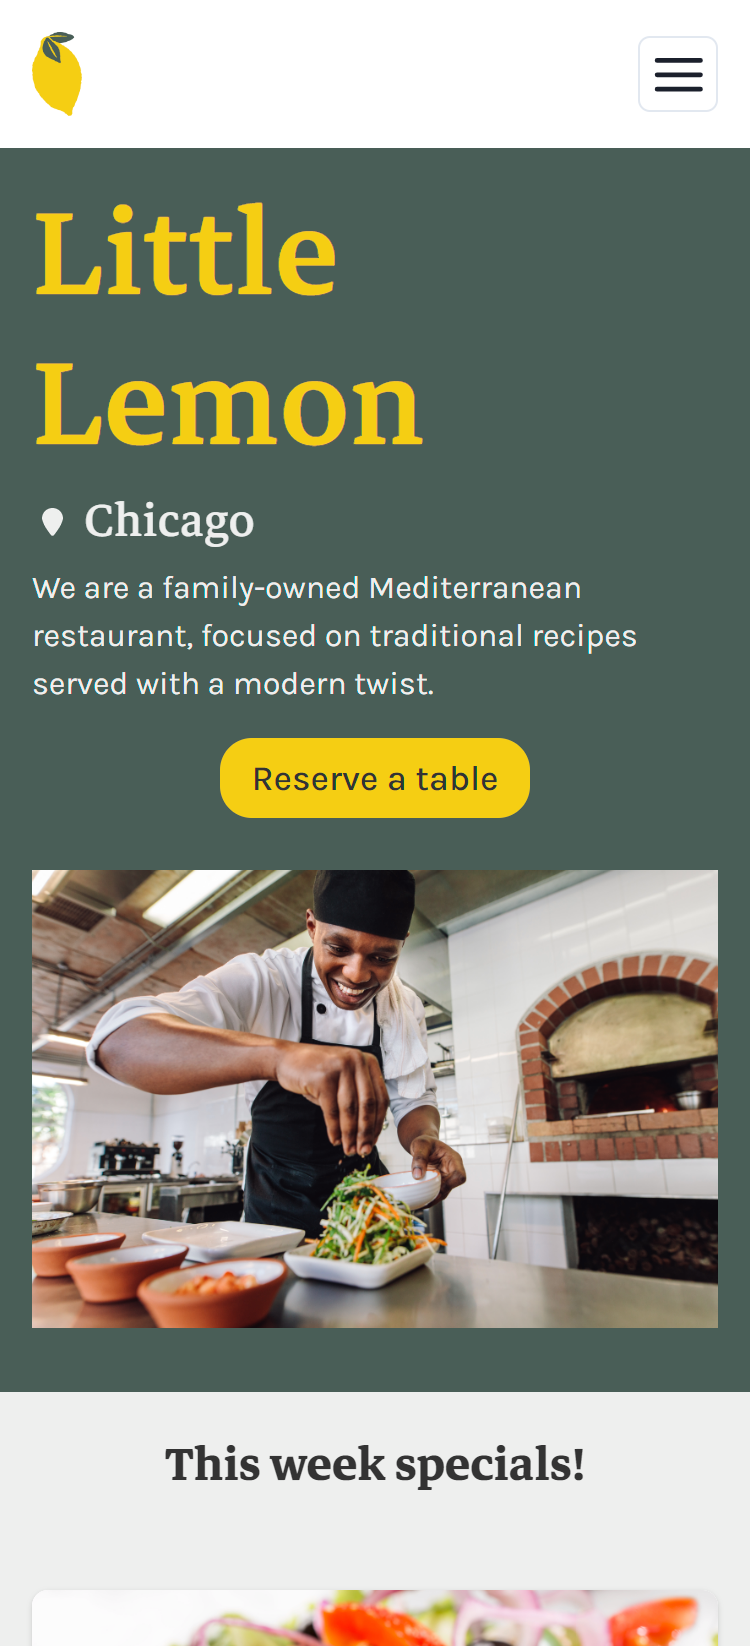 Little
Lemon
Chicago
We are a family-owned Mediterranean
restaurant, focused on traditional recipes
served with a modern twist.
Reserve a table
This week specials!